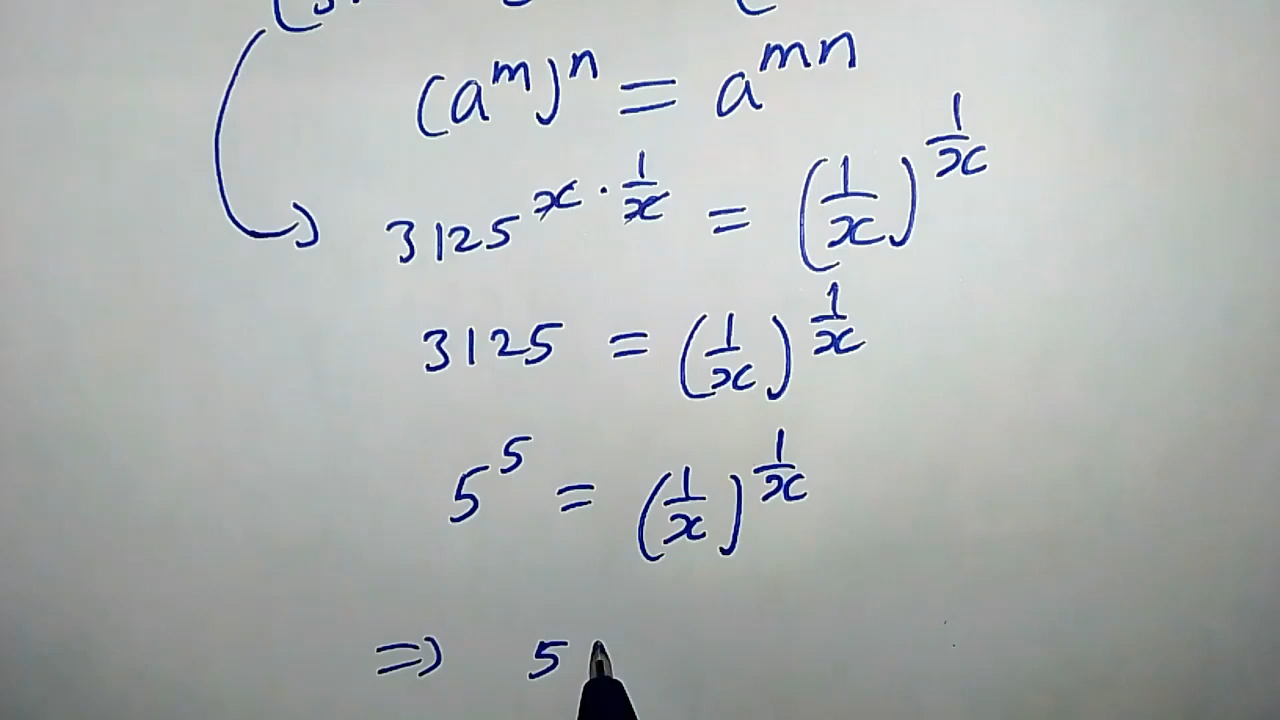 (a^m)^n = a^{mn}
3125^{x · 1/x} = (1/x)^{1/x}
3125 = (1/x)^{1/x}
5^5 = (1/x)^{1/x}
⇒ 5